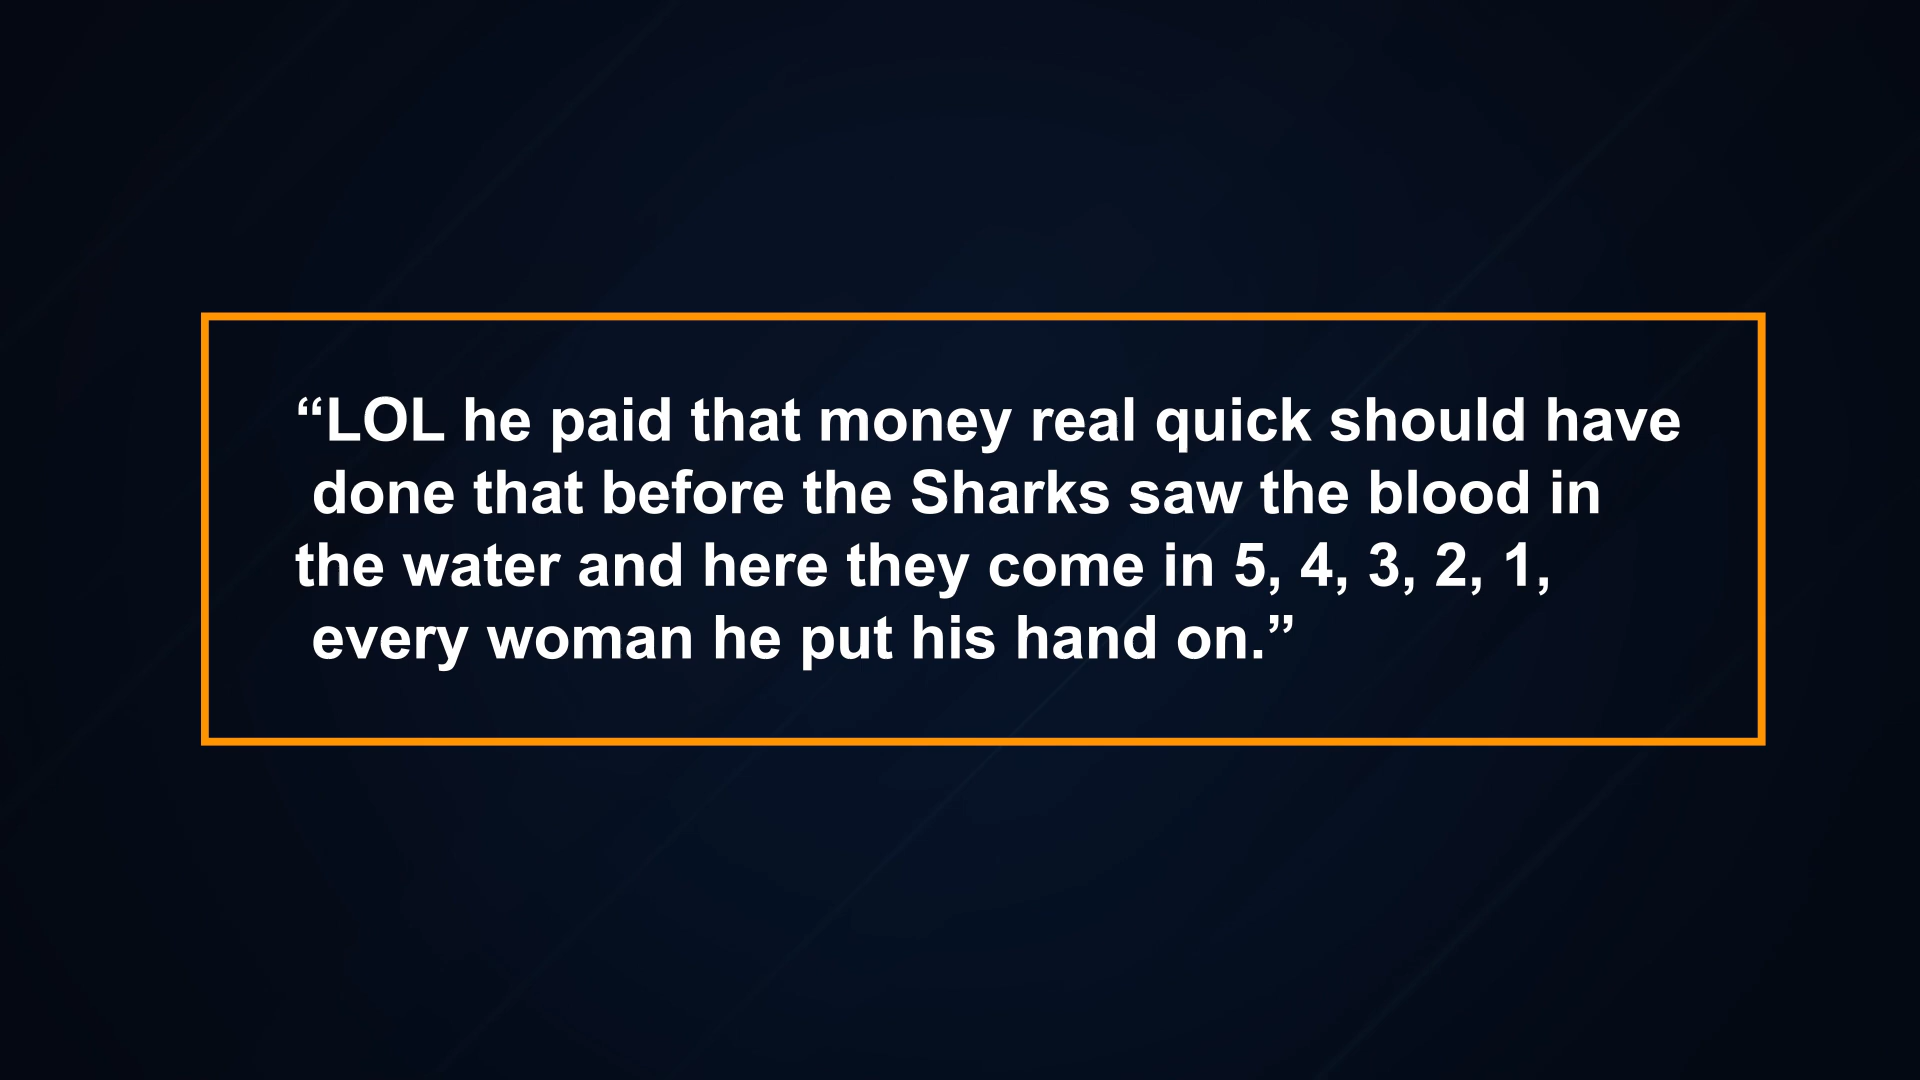 “LOL he paid that money real quick should have
done that before the Sharks saw the blood in
the water and here they come in 5, 4, 3, 2, 1,
every woman he put his hand on.”